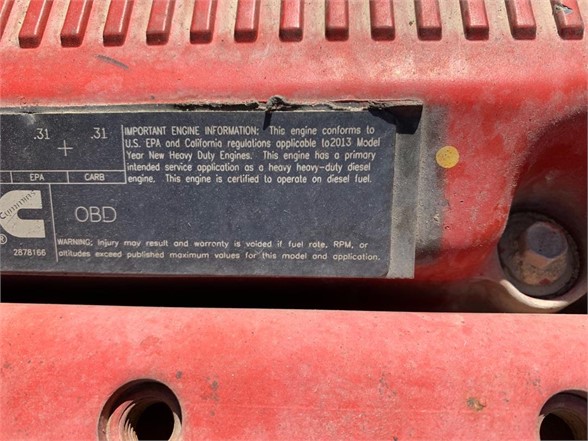 .31 .31
+
EPA CARB
Cummins
®
2878166
OBD
IMPORTANT ENGINE INFORMATION: This engine conforms to
U.S. EPA and California regulations applicable to2013 Model
Year New Heavy Duty Engines. This engine has a primary
intended service application as a heavy heavy-duty diesel
engine. This engine is certified to operate on diesel fuel.
WARNING: Injury may result and warranty is voided if fuel rate, RPM, or
altitudes exceed published maximum values for this model and application.